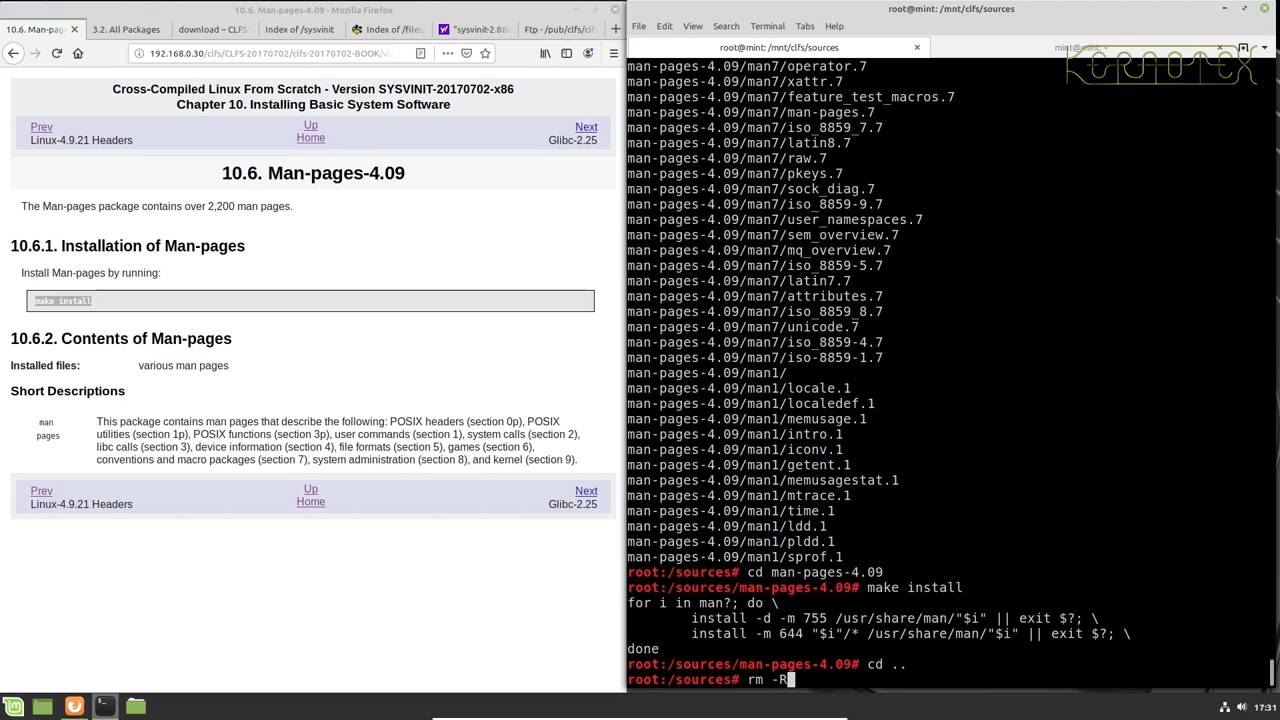 10.6. Man-pages-4.09 - Mozilla Firefox
10.6. Man-page
3.2. All Packages
download – CLFS
Index of /sysvinit
Index of /files
"sysvinit-2.88
Ftp - /pub/clfs/c
192.168.0.30/clfs/CLFS-20170702/clfs-20170702-BOOK/
Cross-Compiled Linux From Scratch - Version SYSVINIT-20170702-x86
Chapter 10. Installing Basic System Software
Prev
Up
Next
Linux-4.9.21 Headers
Home
Glibc-2.25
10.6. Man-pages-4.09
The Man-pages package contains over 2,200 man pages.
10.6.1. Installation of Man-pages
Install Man-pages by running:
make install
10.6.2. Contents of Man-pages
Installed files: various man pages
Short Descriptions
man
pages
This package contains man pages that describe the following: POSIX headers (section 0p), POSIX
utilities (section 1p), POSIX functions (section 3p), user commands (section 1), system calls (section 2),
libc calls (section 3), device information (section 4), file formats (section 5), games (section 6),
conventions and macro packages (section 7), system administration (section 8), and kernel (section 9).
Prev
Up
Next
Linux-4.9.21 Headers
Home
Glibc-2.25
root@mint: /mnt/clfs/sources
File Edit View Search Terminal Tabs Help
root@mint: /mnt/clfs/sources
root@mint: ~
man-pages-4.09/man7/operator.7
man-pages-4.09/man7/xattr.7
man-pages-4.09/man7/feature_test_macros.7
man-pages-4.09/man7/man-pages.7
man-pages-4.09/man7/iso_8859_7.7
man-pages-4.09/man7/latin8.7
man-pages-4.09/man7/raw.7
man-pages-4.09/man7/pkeys.7
man-pages-4.09/man7/sock_diag.7
man-pages-4.09/man7/iso_8859-9.7
man-pages-4.09/man7/user_namespaces.7
man-pages-4.09/man7/sem_overview.7
man-pages-4.09/man7/mq_overview.7
man-pages-4.09/man7/iso_8859-5.7
man-pages-4.09/man7/latin7.7
man-pages-4.09/man7/attributes.7
man-pages-4.09/man7/iso_8859_8.7
man-pages-4.09/man7/unicode.7
man-pages-4.09/man7/iso_8859-4.7
man-pages-4.09/man7/iso-8859-1.7
man-pages-4.09/man1/
man-pages-4.09/man1/locale.1
man-pages-4.09/man1/localedef.1
man-pages-4.09/man1/memusage.1
man-pages-4.09/man1/intro.1
man-pages-4.09/man1/iconv.1
man-pages-4.09/man1/getent.1
man-pages-4.09/man1/memusagestat.1
man-pages-4.09/man1/mtrace.1
man-pages-4.09/man1/time.1
man-pages-4.09/man1/ldd.1
man-pages-4.09/man1/pldd.1
man-pages-4.09/man1/sprof.1
root:/sources# cd man-pages-4.09
root:/sources/man-pages-4.09# make install
for i in man?; do \
install -d -m 755 /usr/share/man/"$i" || exit $?; \
install -m 644 "$i"/* /usr/share/man/"$i" || exit $?; \
done
root:/sources/man-pages-4.09# cd ..
root:/sources# rm -R
17:31